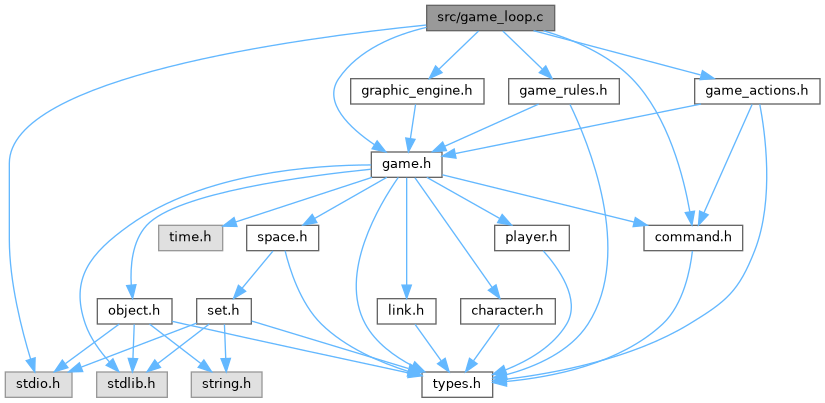 src/game_loop.c
graphic_engine.h
game_rules.h
game_actions.h
game.h
time.h
space.h
player.h
command.h
object.h
set.h
link.h
character.h
stdio.h
stdlib.h
string.h
types.h